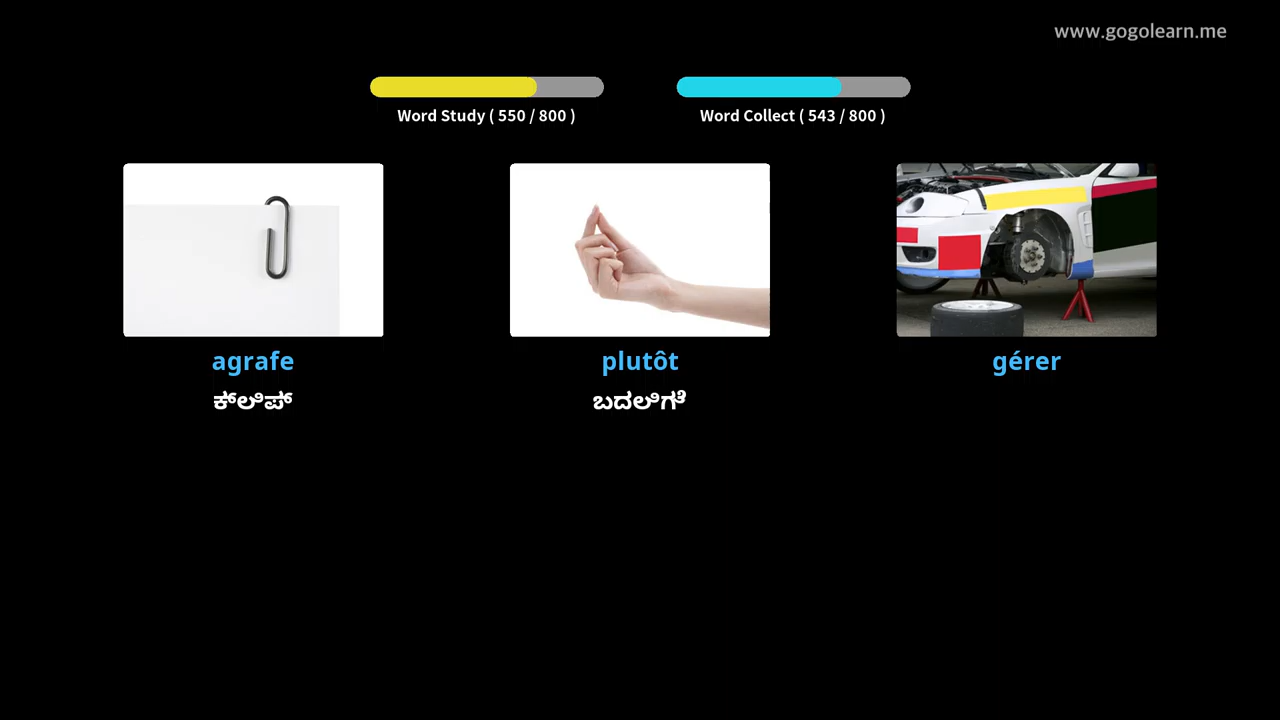 www.gogolearn.me
Word Study ( 550 / 800 )
Word Collect ( 543 / 800 )
agrafe
plutôt
gérer
ಕ್ಲಿಪ್
ಬದಲಿಗೆ